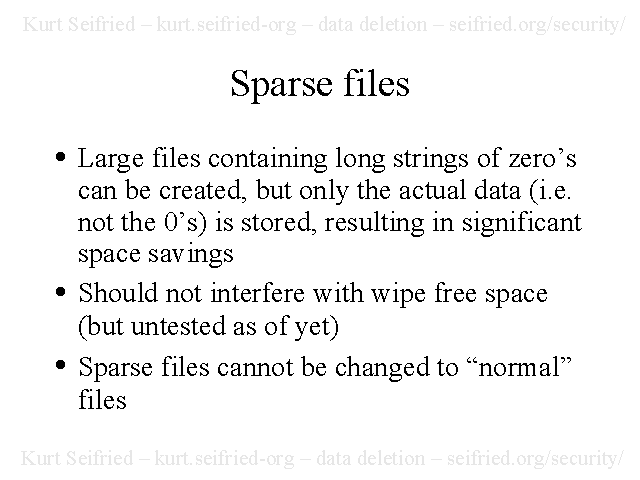 Kurt Seifried – kurt.seifried-org – data deletion – seifried.org/security/
Sparse files
• Large files containing long strings of zero’s
can be created, but only the actual data (i.e.
not the 0’s) is stored, resulting in significant
space savings
• Should not interfere with wipe free space
(but untested as of yet)
• Sparse files cannot be changed to “normal”
files
Kurt Seifried – kurt.seifried-org – data deletion – seifried.org/security/